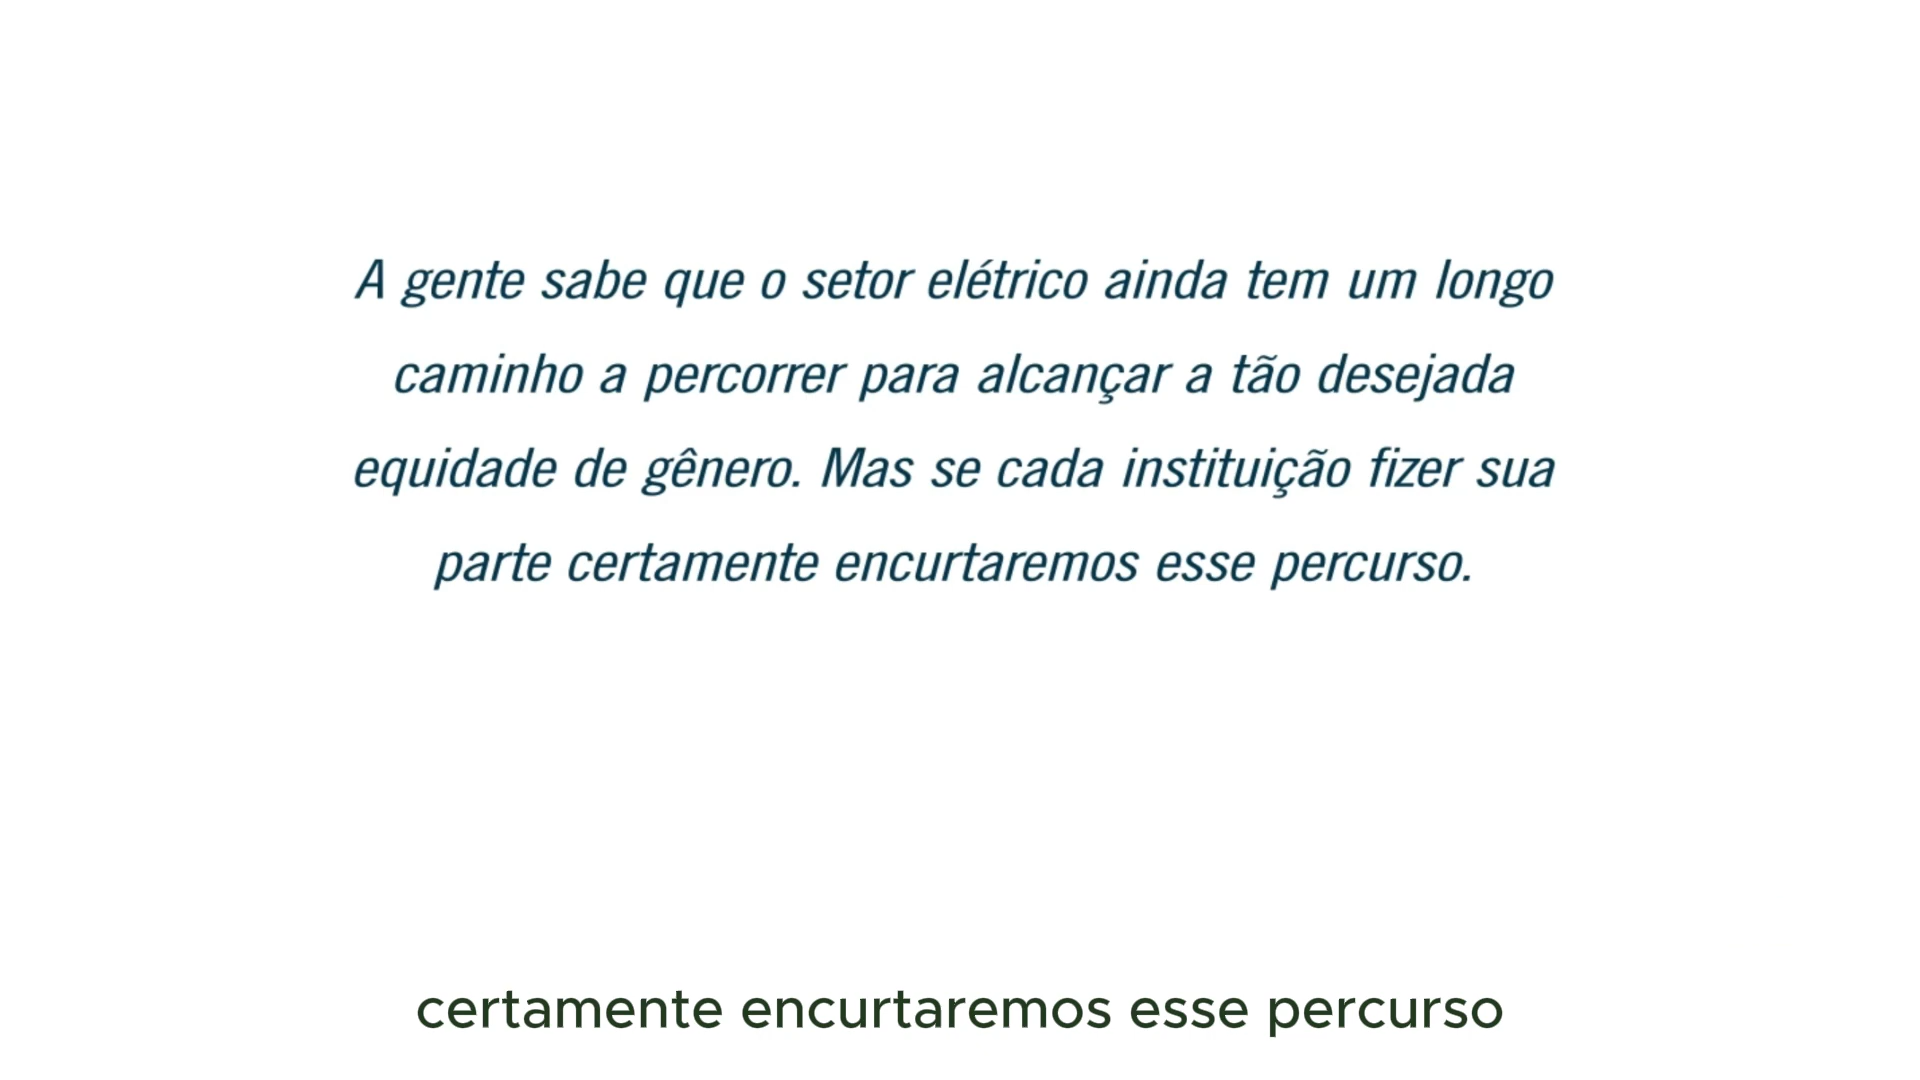 A gente sabe que o setor elétrico ainda tem um longo
caminho a percorrer para alcançar a tão desejada
equidade de gênero. Mas se cada instituição fizer sua
parte certamente encurtaremos esse percurso.
certamente encurtaremos esse percurso